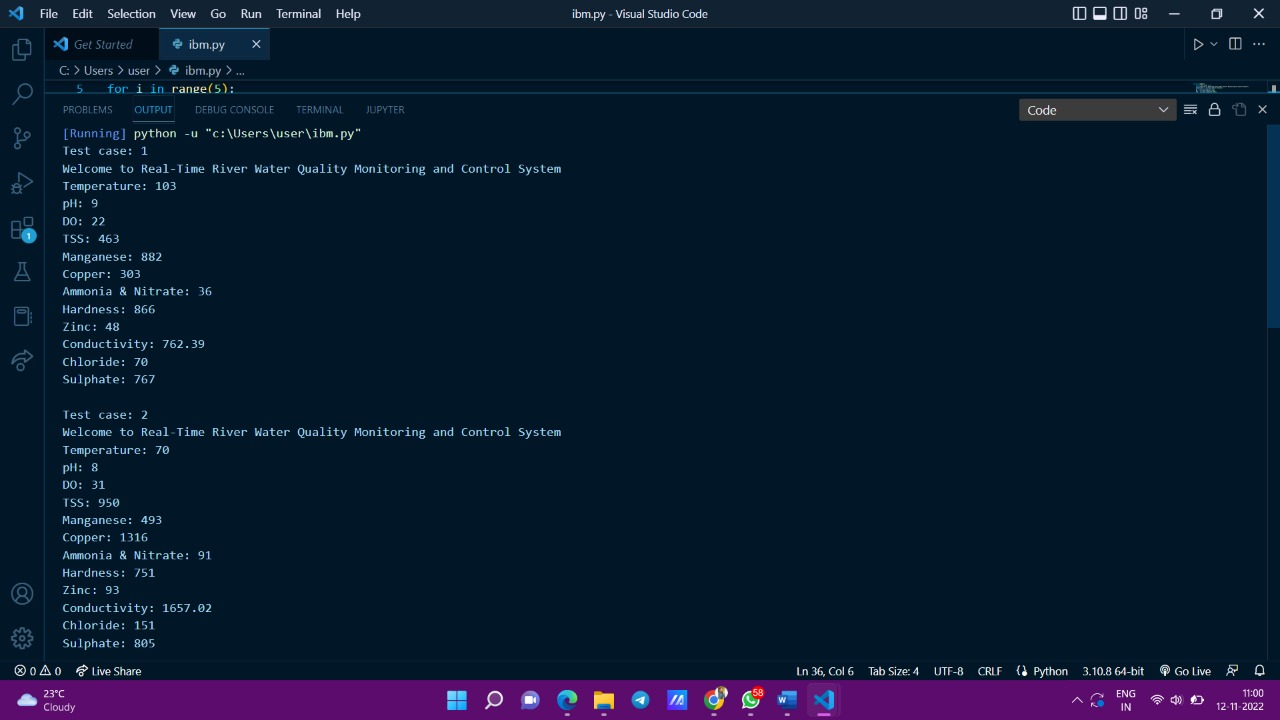 File Edit Selection View Go Run Terminal Help ibm.py - Visual Studio Code
Get Started ibm.py
C: > Users > user > ibm.py > ...
5 for i in range(5):
PROBLEMS OUTPUT DEBUG CONSOLE TERMINAL JUPYTER Code
[Running] python -u "c:\Users\user\ibm.py"
Test case: 1
Welcome to Real-Time River Water Quality Monitoring and Control System
Temperature: 103
pH: 9
DO: 22
TSS: 463
Manganese: 882
Copper: 303
Ammonia & Nitrate: 36
Hardness: 866
Zinc: 48
Conductivity: 762.39
Chloride: 70
Sulphate: 767
Test case: 2
Welcome to Real-Time River Water Quality Monitoring and Control System
Temperature: 70
pH: 8
DO: 31
TSS: 950
Manganese: 493
Copper: 1316
Ammonia & Nitrate: 91
Hardness: 751
Zinc: 93
Conductivity: 1657.02
Chloride: 151
Sulphate: 805
1
0 0 Live Share Ln 36, Col 6 Tab Size: 4 UTF-8 CRLF Python 3.10.8 64-bit Go Live
23°C
Cloudy
58
ENG
IN
11:00
12-11-2022